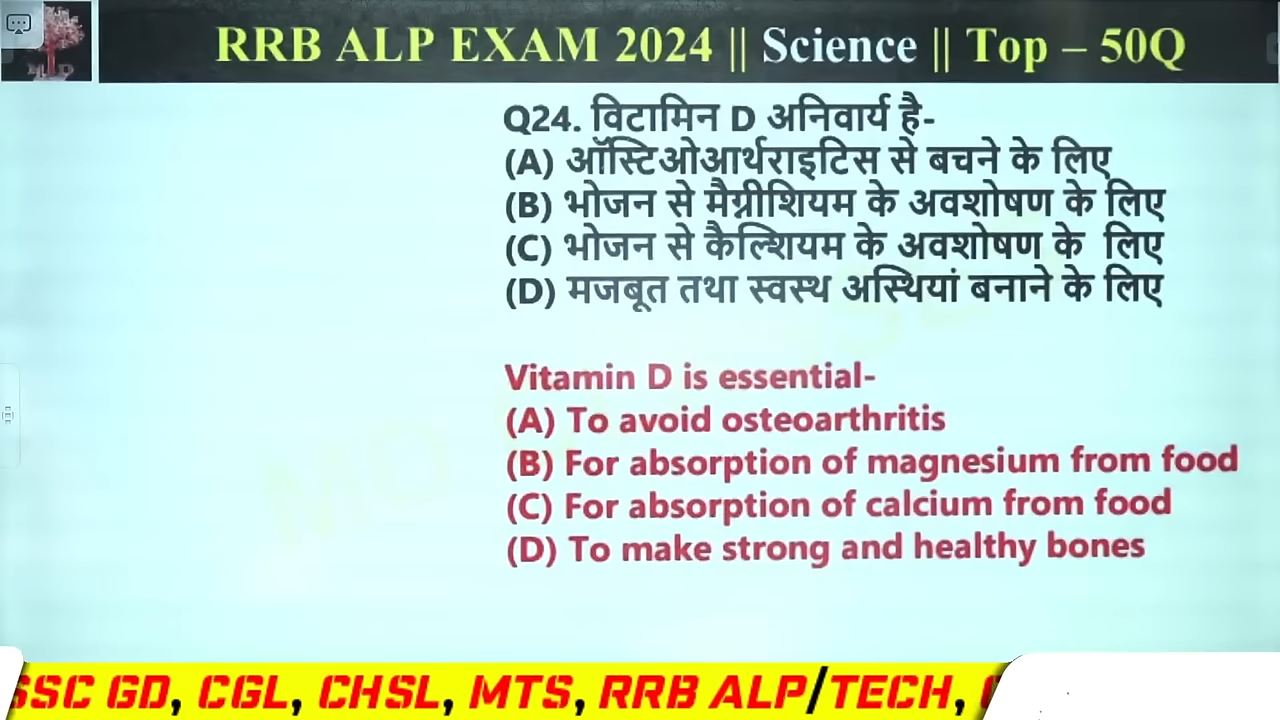 RRB ALP EXAM 2024 || Science || Top – 50Q
Q24. विटामिन D अनिवार्य है-
(A) ऑस्टिओआर्थराइटिस से बचने के लिए
(B) भोजन से मैग्नीशियम के अवशोषण के लिए
(C) भोजन से कैल्शियम के अवशोषण के लिए
(D) मजबूत तथा स्वस्थ अस्थियां बनाने के लिए
Vitamin D is essential-
(A) To avoid osteoarthritis
(B) For absorption of magnesium from food
(C) For absorption of calcium from food
(D) To make strong and healthy bones
SSC GD, CGL, CHSL, MTS, RRB ALP/TECH,